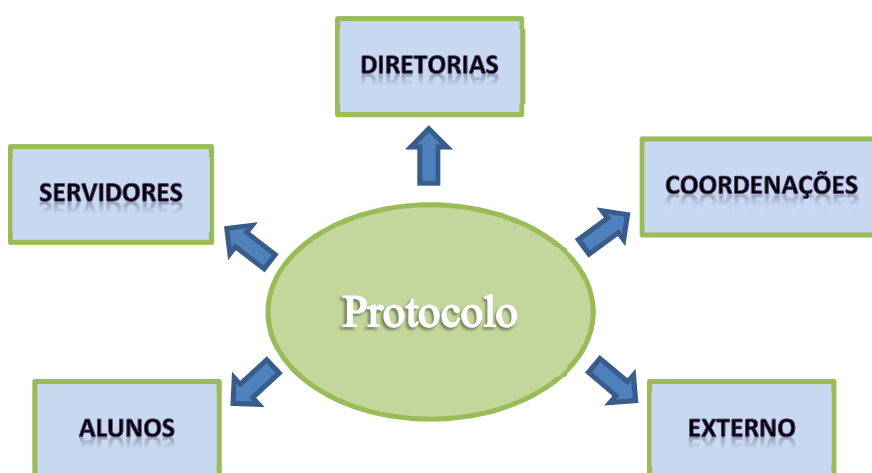 DIRETORIAS
SERVIDORES
COORDENAÇÕES
Protocolo
ALUNOS
EXTERNO